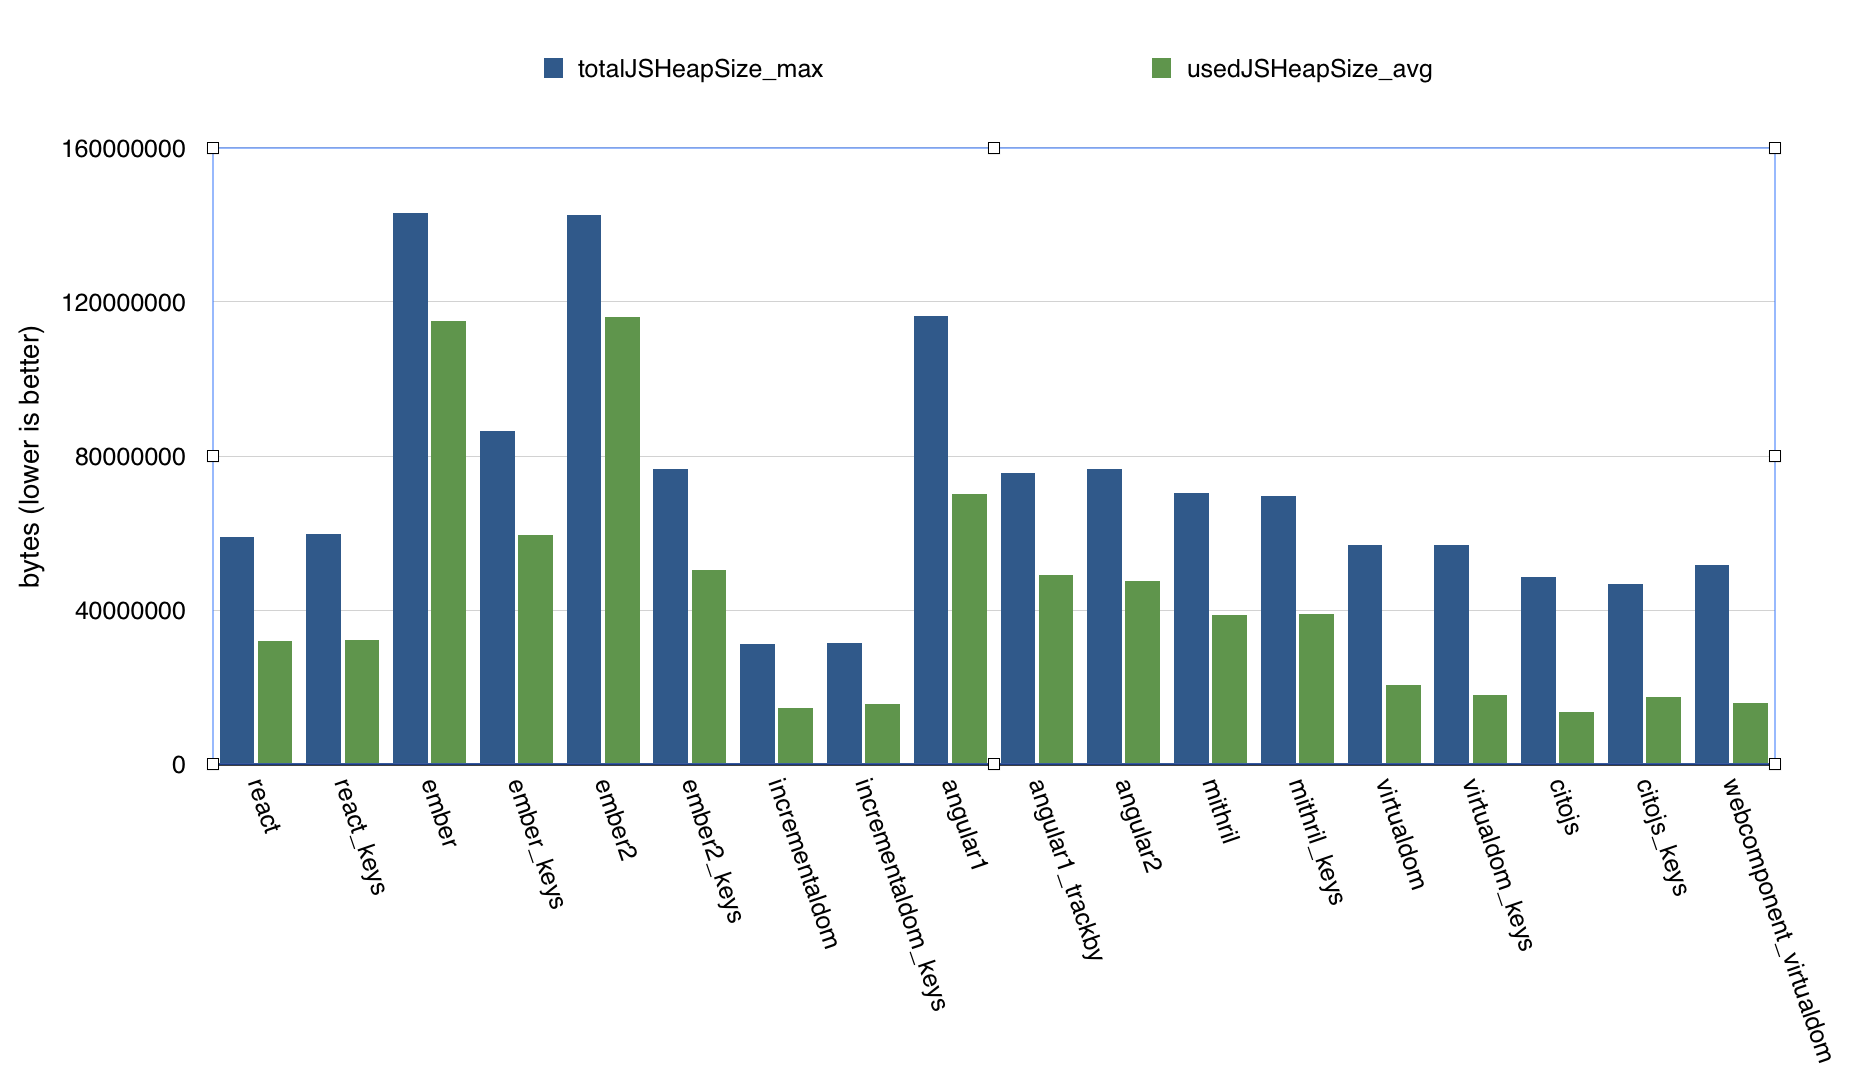 totalJSHeapSize_max
usedJSHeapSize_avg
160000000
120000000
80000000
40000000
0
bytes (lower is better)
react
react_keys
ember
ember_keys
ember2
ember2_keys
incrementaldom
incrementaldom_keys
angular1
angular1_trackby
angular2
mithril
mithril_keys
virtualdom
virtualdom_keys
citojs
citojs_keys
webcomponent_virtualdom